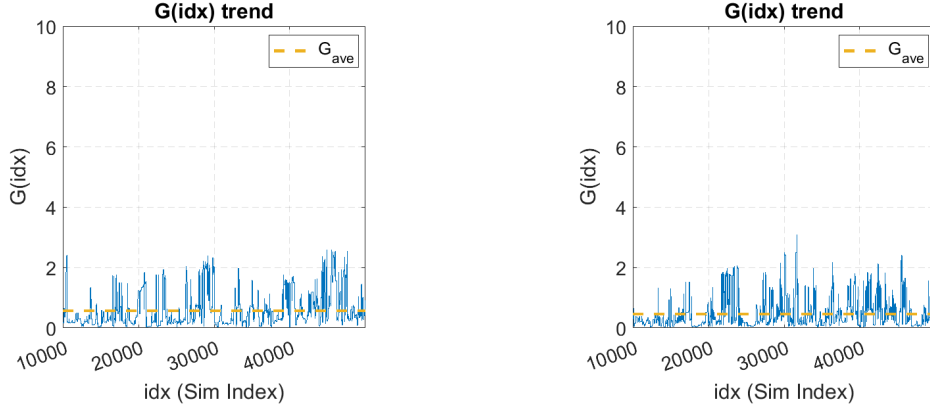 G(idx) trend
10
8
6
4
2
0
G(idx)
G_ave
10000
20000
30000
40000
idx (Sim Index)
G(idx) trend
10
8
6
4
2
0
G(idx)
G_ave
10000
20000
30000
40000
idx (Sim Index)